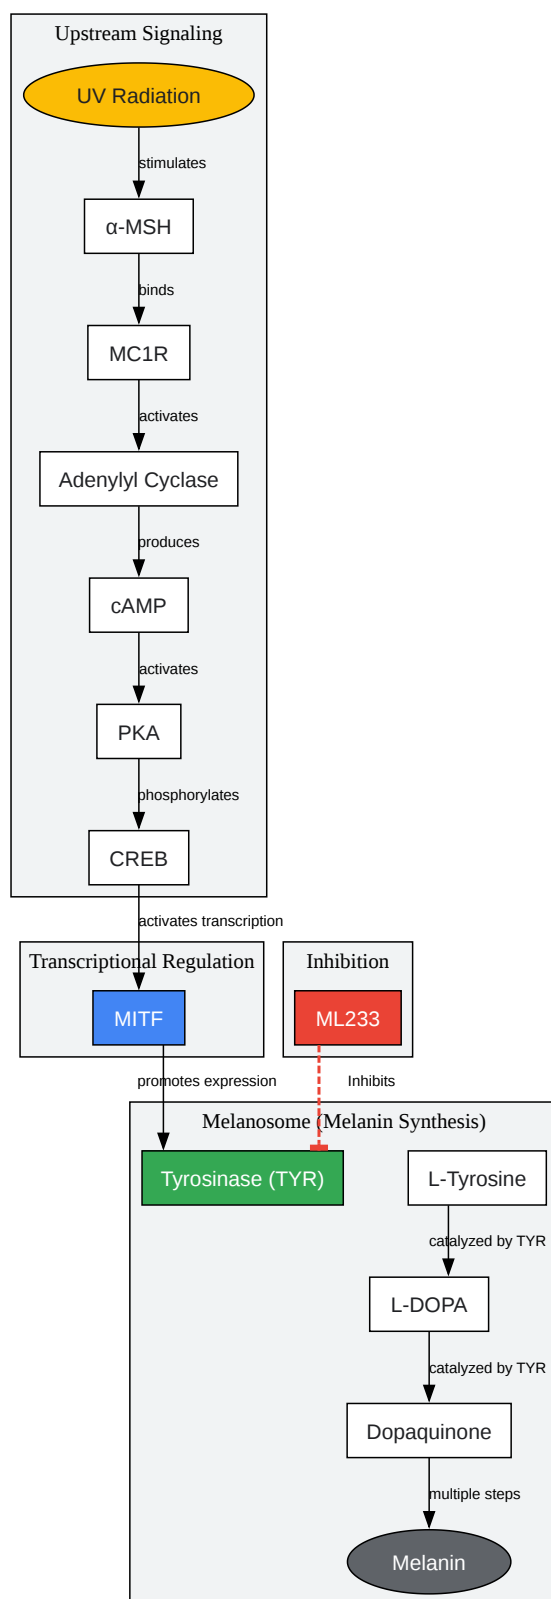 Upstream Signaling
UV Radiation
stimulates
α-MSH
binds
MC1R
activates
Adenylyl Cyclase
produces
cAMP
activates
PKA
phosphorylates
CREB
activates transcription
Transcriptional Regulation
MITF
Inhibition
ML233
promotes expression
Inhibits
Melanosome (Melanin Synthesis)
Tyrosinase (TYR)
L-Tyrosine
catalyzed by TYR
L-DOPA
catalyzed by TYR
Dopaquinone
multiple steps
Melanin